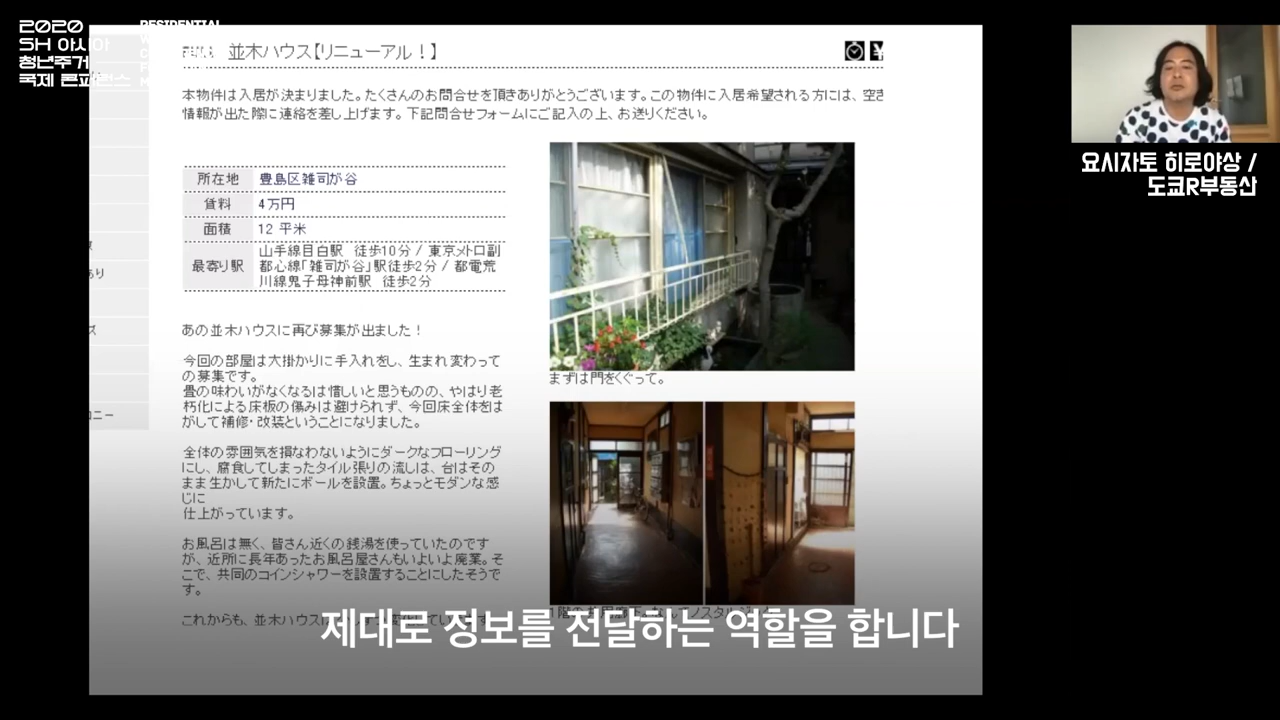 2020
SH 아시아
청년주거
국제 콘퍼런스
RESIDENTIAL
並木ハウス【リニューアル！】
本物件は入居が決まりました。たくさんのお問合せを頂きありがとうございます。この物件に入居希望される方には、空き
情報が出た際に連絡を差し上げます。下記問合せフォームにご記入の上、お送りください。
所在地 豊島区雑司が谷
賃料 4万円
面積 12 平米
最寄り駅 山手線目白駅 徒歩10分 / 東京メトロ副
都心線「雑司が谷」駅徒歩2分 / 都電荒
川線鬼子母神前駅 徒歩2分
あの並木ハウスに再び募集が出ました！
今回の部屋は大掛かりに手入れをし、生まれ変わって
の募集です。
畳の味わいがなくなるは惜しいと思うものの、やはり老
朽化による床板の傷みは避けられず、今回床全体をは
がして補修・改装ということになりました。
全体の雰囲気を損なわないようにダークなフローリング
にし、腐食してしまったタイル張りの流しは、台はその
まま生かして新たにボールを設置。ちょっとモダンな感
じに
仕上がっています。
お風呂は無く、皆さん近くの銭湯を使っていたのです
が、近所に長年あったお風呂屋さんもいよいよ廃業。そ
こで、共同のコインシャワーを設置することにしたそうで
す。
これからも、並木ハウス
まずは門をくぐって。
あり
ズ
コニー
요시자토 히로야상 /
도쿄R부동산
제대로 정보를 전달하는 역할을 합니다